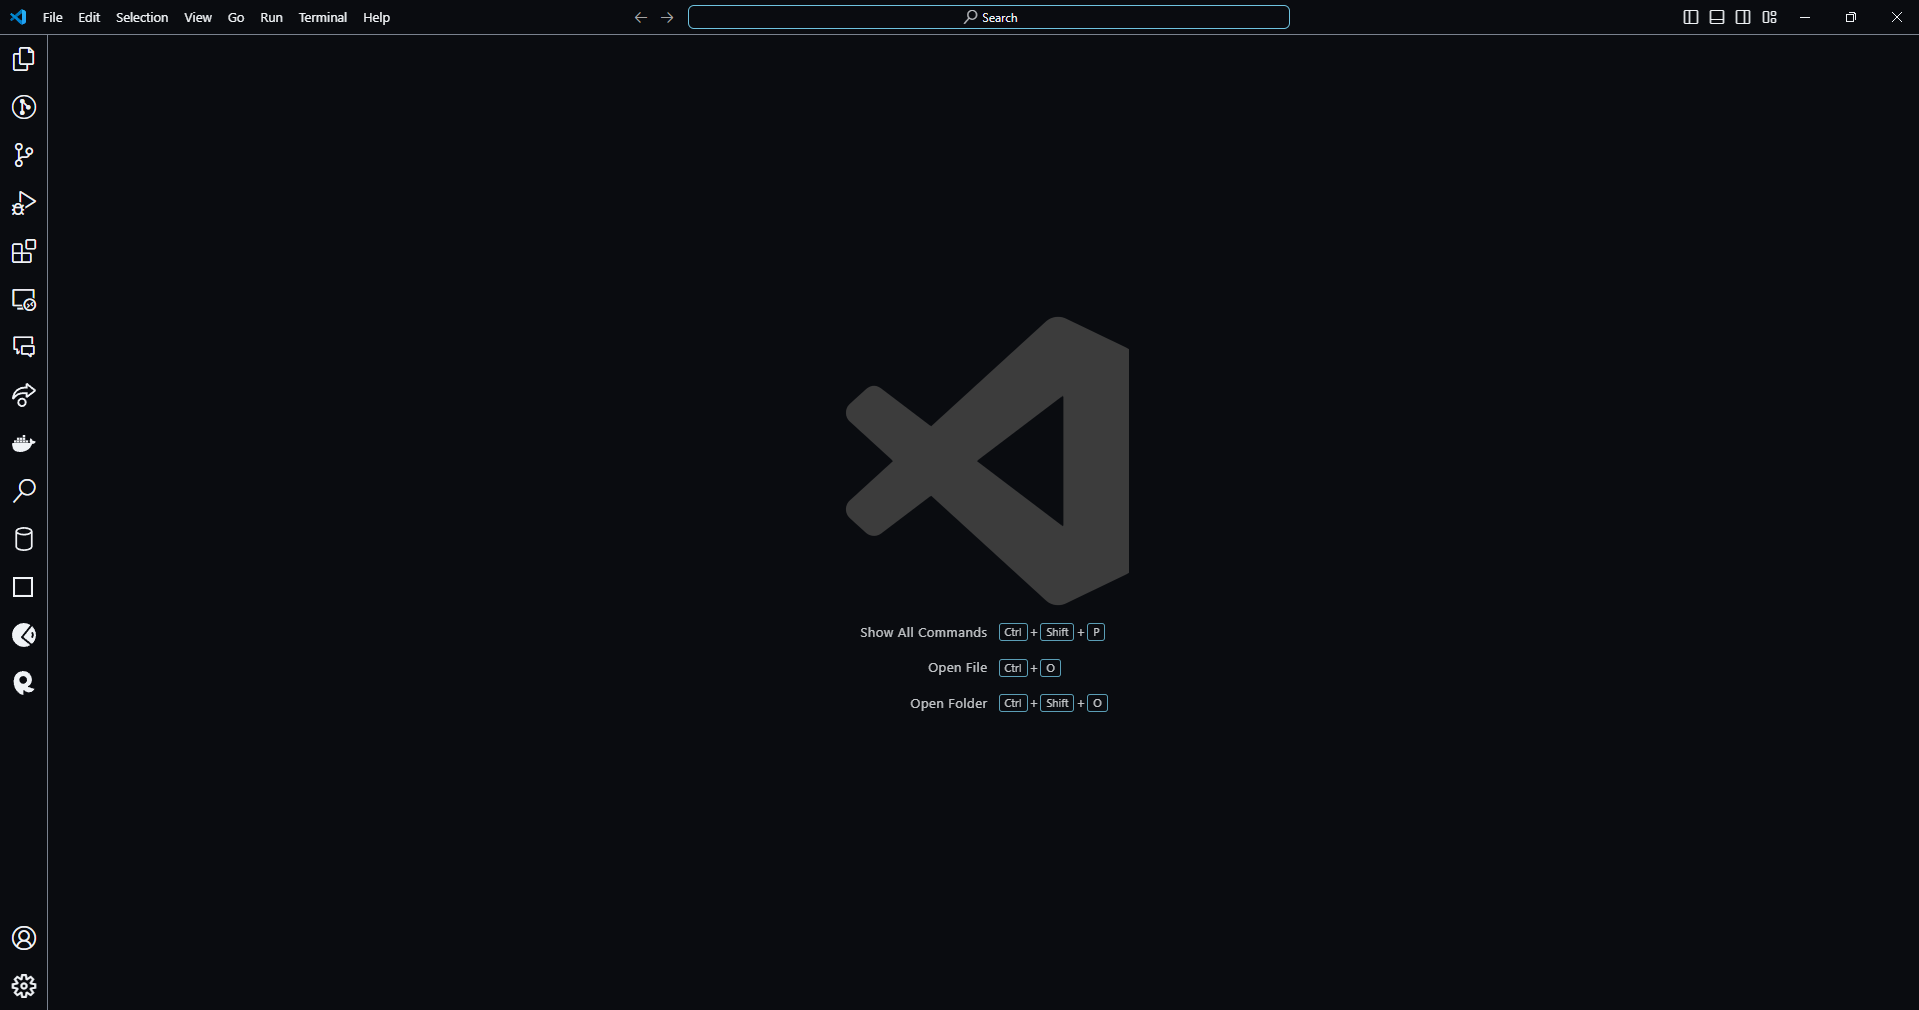 File Edit Selection View Go Run Terminal Help Search
Show All Commands Ctrl + Shift + P
Open File Ctrl + O
Open Folder Ctrl + Shift + O